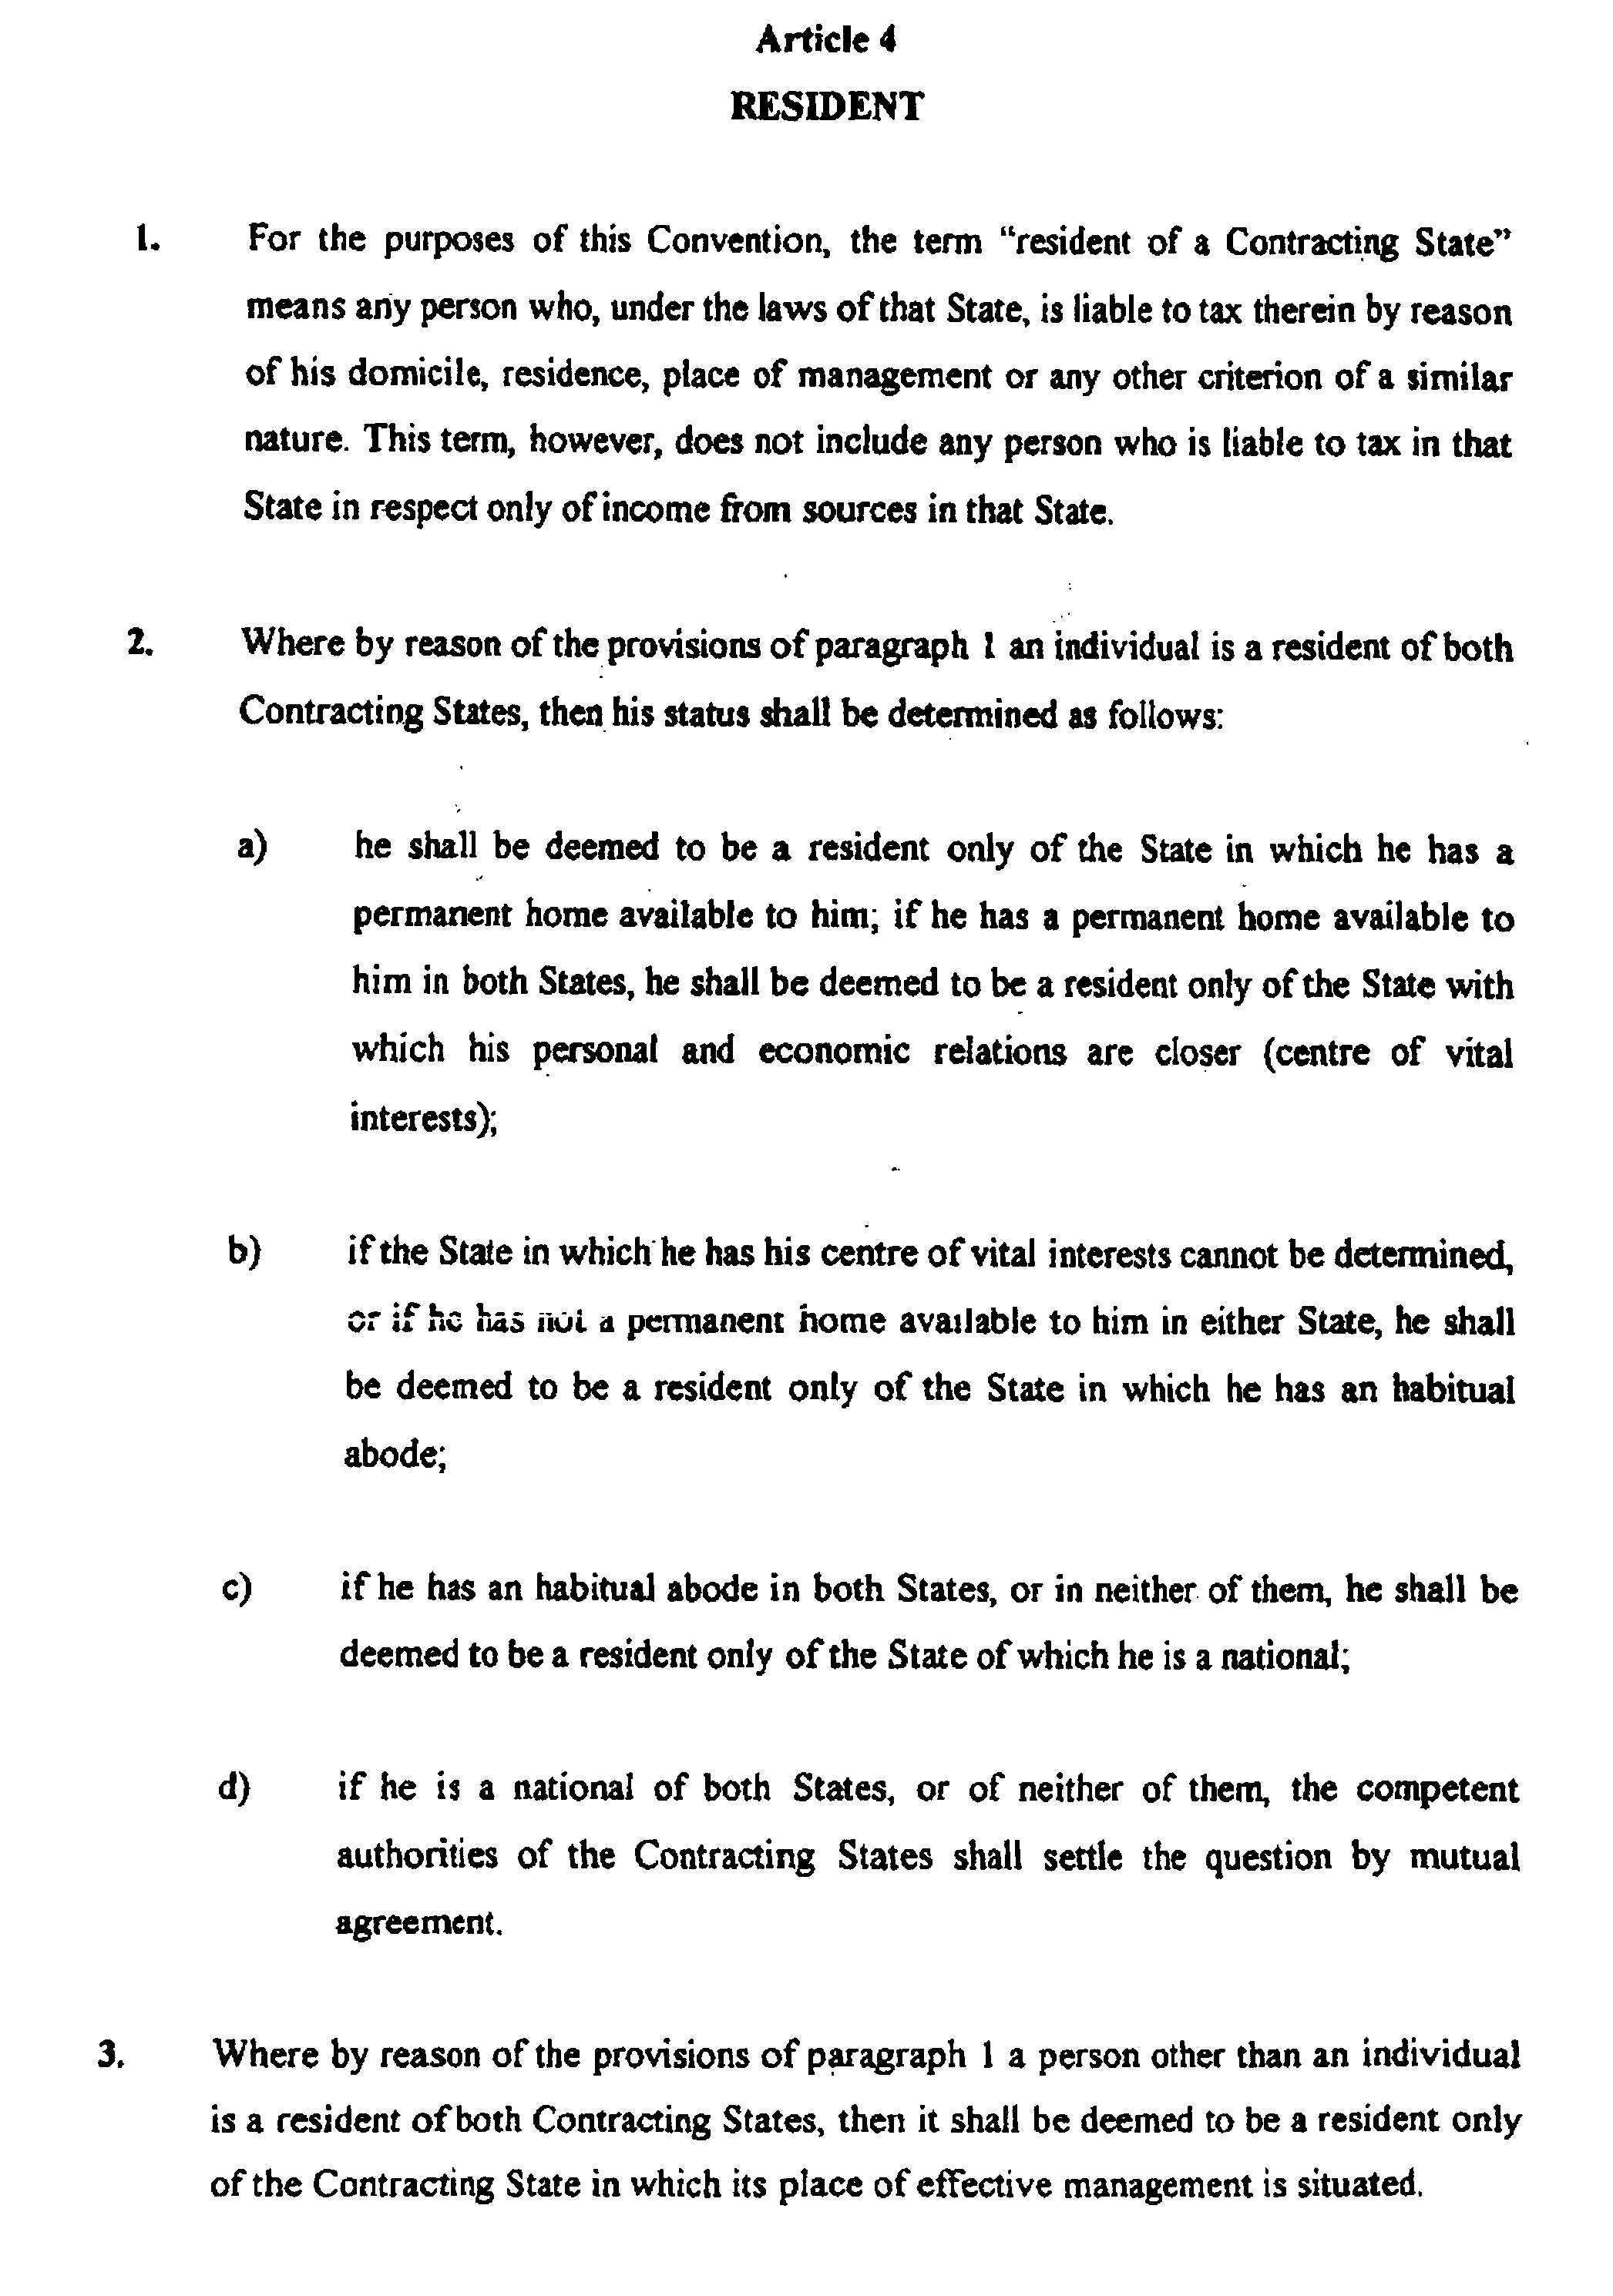 Article 4
RESIDENT
1. For the purposes of this Convention, the term “resident of a Contracting State”
means any person who, under the laws of that State, is liable to tax therein by reason
of his domicile, residence, place of management or any other criterion of a similar
nature. This term, however, does not include any person who is liable to tax in that
State in respect only of income from sources in that State.
2. Where by reason of the provisions of paragraph 1 an individual is a resident of both
Contracting States, then his status shall be determined as follows:
a) he shall be deemed to be a resident only of the State in which he has a
permanent home available to him; if he has a permanent home available to
him in both States, he shall be deemed to be a resident only of the State with
which his personal and economic relations are closer (centre of vital
interests);
b) if the State in which he has his centre of vital interests cannot be determined,
or if he has not a permanent home available to him in either State, he shall
be deemed to be a resident only of the State in which he has an habitual
abode;
c) if he has an habitual abode in both States, or in neither of them, he shall be
deemed to be a resident only of the State of which he is a national;
d) if he is a national of both States, or of neither of them, the competent
authorities of the Contracting States shall settle the question by mutual
agreement.
3. Where by reason of the provisions of paragraph 1 a person other than an individual
is a resident of both Contracting States, then it shall be deemed to be a resident only
of the Contracting State in which its place of effective management is situated.